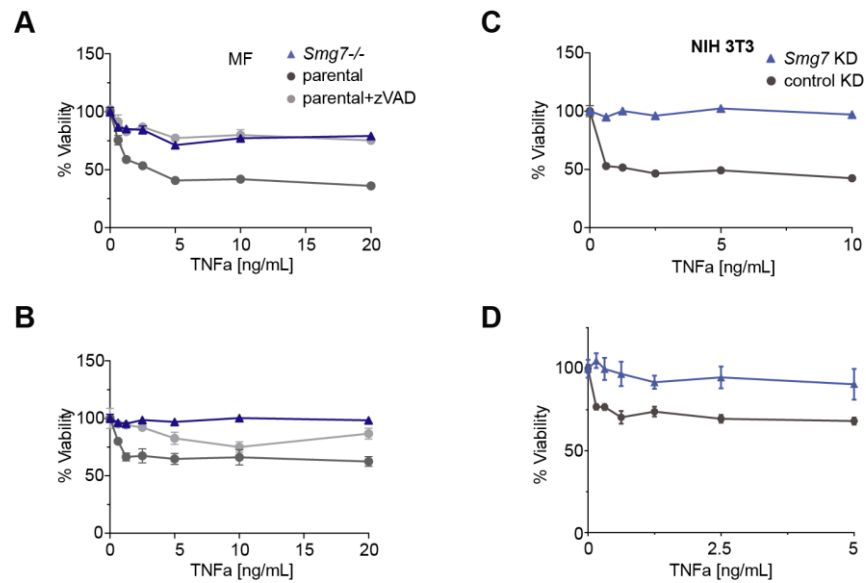 A
MF
Smg7-/-
parental
parental+zVAD
150
100
50
0
% Viability
0 5 10 15 20
TNFa [ng/mL]
C
NIH 3T3
Smg7 KD
control KD
150
100
50
0
% Viability
0 5 10
TNFa [ng/mL]
B
150
100
50
0
% Viability
0 5 10 15 20
TNFa [ng/mL]
D
150
100
50
0
% Viability
0 2.5 5
TNFa [ng/mL]